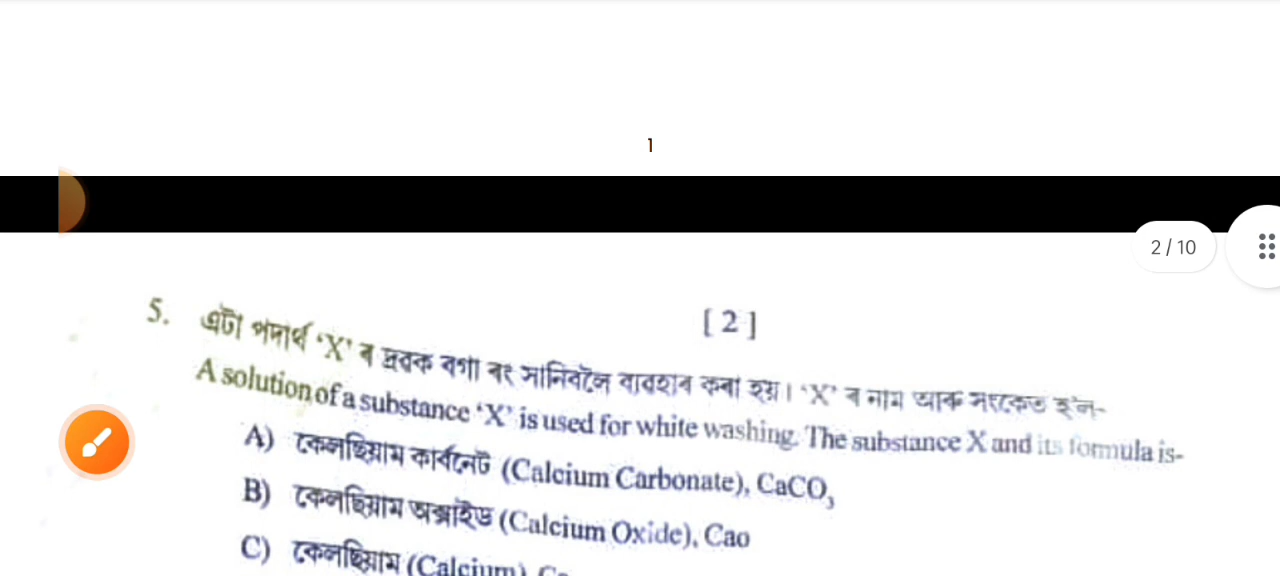 1
2 / 10
[ 2 ]
5. এটা পদাৰ্থ ‘X’ ৰ দ্ৰৱক বগা ৰং সানিবলৈ ব্যৱহাৰ কৰা হয়। ‘X’ ৰ নাম আৰু সংকেত হ'ল-
A solution of a substance ‘X’ is used for white washing. The substance X and its formula is-
A) কেলছিয়াম কাৰ্বনেট (Calcium Carbonate), CaCO₃
B) কেলছিয়াম অক্সাইড (Calcium Oxide), Cao
C) কেলছিয়াম (Calcium)